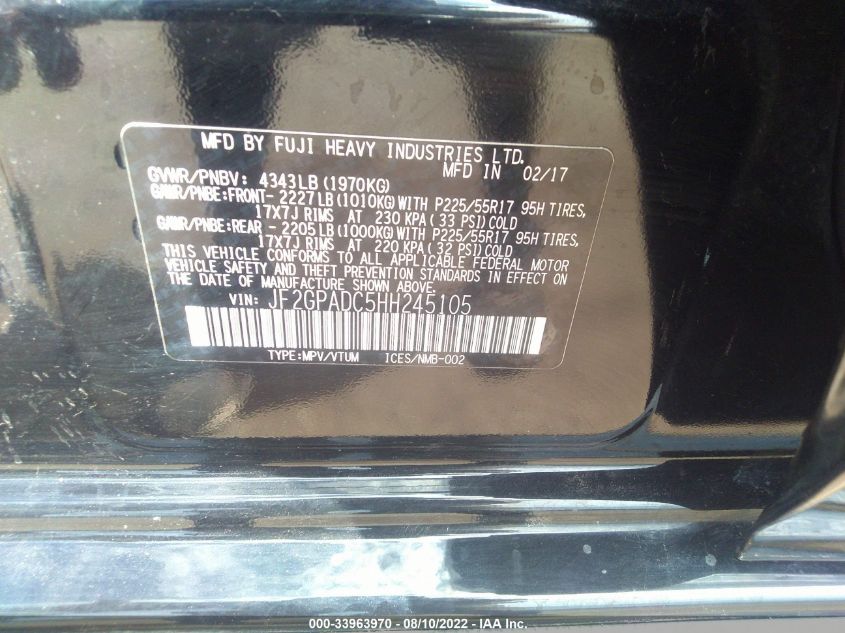 MFD BY FUJI HEAVY INDUSTRIES LTD.
MFD IN 02/17
GVWR/PNBV: 4343LB (1970KG)
GAWR/PNBE:FRONT- 2227LB (1010KG) WITH P225/55R17 95H TIRES,
17X7J RIMS AT 230 KPA (33 PSI) COLD
GAWR/PNBE:REAR - 2205LB (1000KG) WITH P225/55R17 95H TIRES,
17X7J RIMS AT 220 KPA (32 PSI) COLD
THIS VEHICLE CONFORMS TO ALL APPLICABLE FEDERAL MOTOR
VEHICLE SAFETY AND THEFT PREVENTION STANDARDS IN EFFECT ON
THE DATE OF MANUFACTURE SHOWN ABOVE.
VIN: JF2GPADC5HH245105
TYPE:MPV/VTUM ICES/NMB-002
000-33963970 - 08/10/2022 - IAA Inc.